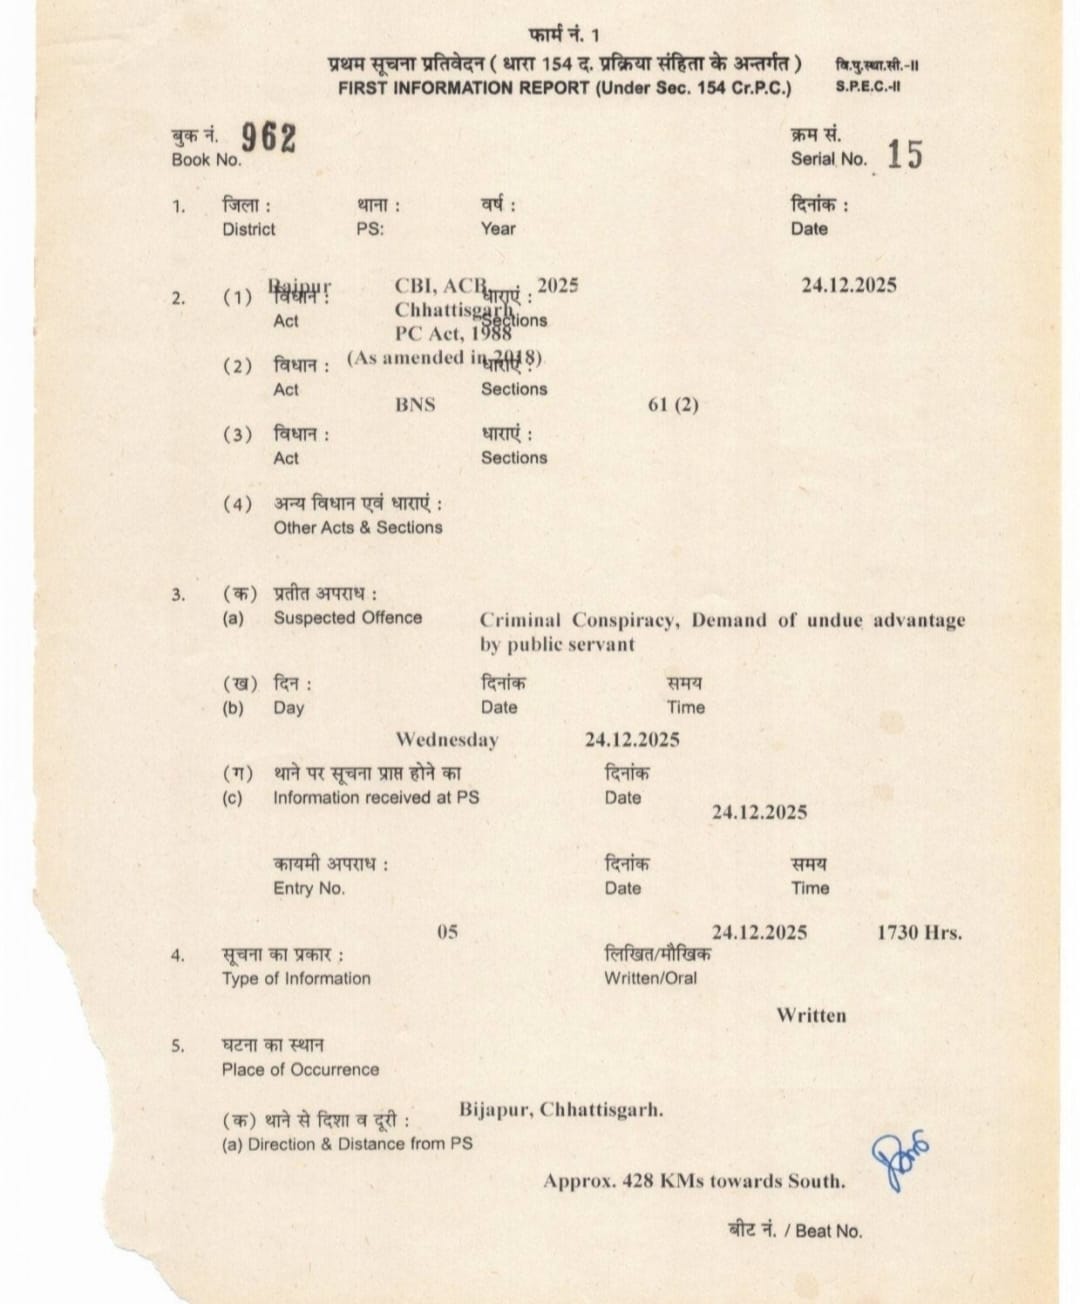 फार्म नं. 1
प्रथम सूचना प्रतिवेदन ( धारा 154 द. प्रक्रिया संहिता के अन्तर्गत ) वि.पु.स्था.सी.-II
FIRST INFORMATION REPORT (Under Sec. 154 Cr.P.C.) S.P.E.C.-II
बुक नं. 962 क्रम सं.
Book No. Serial No. 15
1. जिला : थाना : वर्ष : दिनांक :
District PS: Year Date
Raipur CBI, ACB, 2025 24.12.2025
2. (1) विधान : धाराएं :
Chhattisgarh
Act Sections
PC Act, 1988
(As amended in 2018)
(2) विधान : धाराएं :
Act Sections
BNS 61 (2)
(3) विधान : धाराएं :
Act Sections
(4) अन्य विधान एवं धाराएं :
Other Acts & Sections
3. (क) प्रतीत अपराध :
(a) Suspected Offence Criminal Conspiracy, Demand of undue advantage
by public servant
(ख) दिन : दिनांक समय
(b) Day Date Time
Wednesday 24.12.2025
(ग) थाने पर सूचना प्राप्त होने का दिनांक
(c) Information received at PS Date
24.12.2025
कायमी अपराध : दिनांक समय
Entry No. Date Time
05 24.12.2025 1730 Hrs.
4. सूचना का प्रकार : लिखित/मौखिक
Type of Information Written/Oral
Written
5. घटना का स्थान
Place of Occurrence
Bijapur, Chhattisgarh.
(क) थाने से दिशा व दूरी :
(a) Direction & Distance from PS
Approx. 428 KMs towards South.
बीट नं. / Beat No.